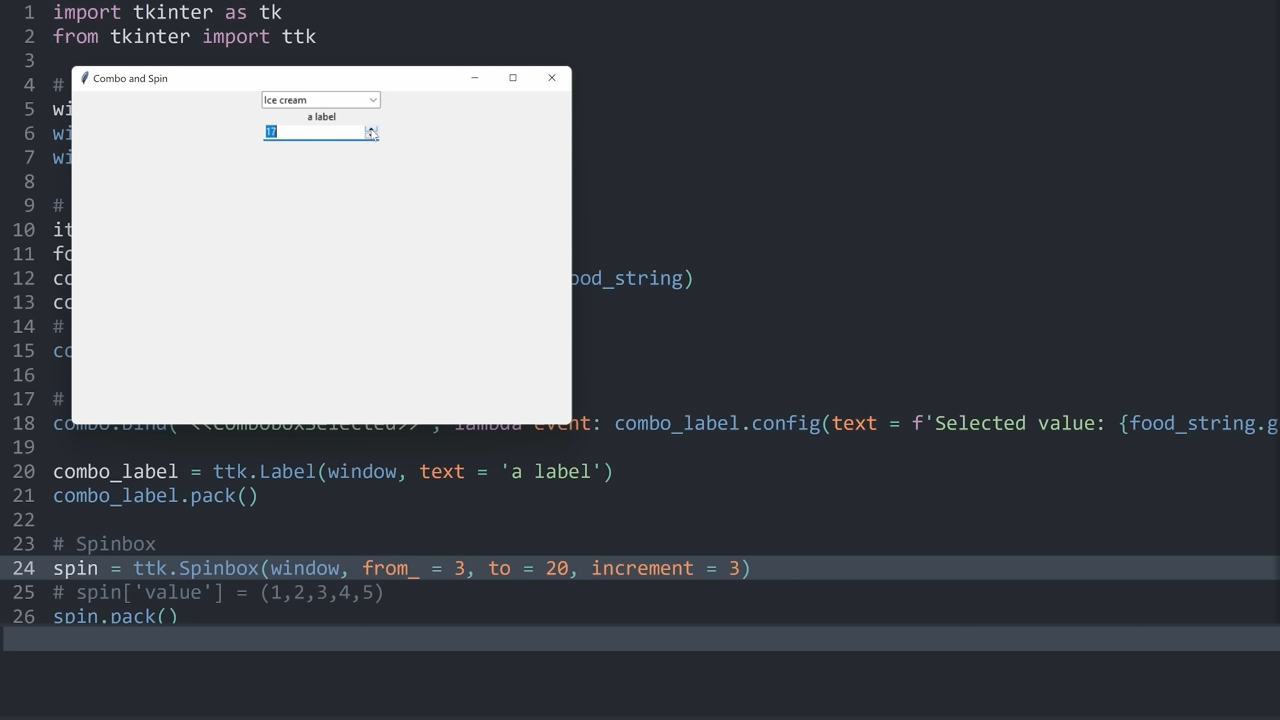 1 import tkinter as tk
2 from tkinter import ttk
3
Combo and Spin
4 #
Ice cream
5 wi
a label
6 wi
17
7 wi
8
9 #
10 it
11 fo
12 co ood_string)
13 co
14 #
15 co
16
17 #
18 combo.bind('<<ComboboxSelected>>', lambda event: combo_label.config(text = f'Selected value: {food_string.g
19
20 combo_label = ttk.Label(window, text = 'a label')
21 combo_label.pack()
22
23 # Spinbox
24 spin = ttk.Spinbox(window, from_ = 3, to = 20, increment = 3)
25 # spin['value'] = (1,2,3,4,5)
26 spin.pack()